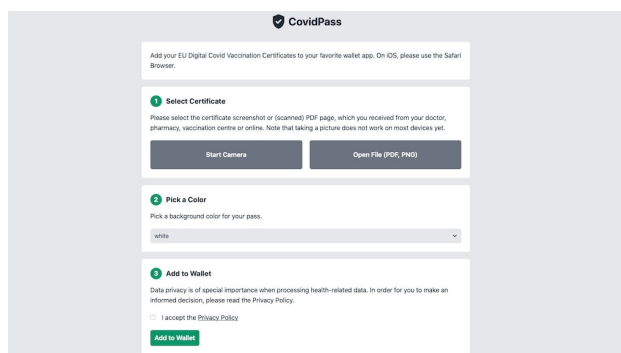 CovidPass
Add your EU Digital Covid Vaccination Certificates to your favorite wallet app. On iOS, please use the Safari
Browser.
1 Select Certificate
Please select the certificate screenshot or (scanned) PDF page, which you received from your doctor,
pharmacy, vaccination centre or online. Note that taking a picture does not work on most devices yet.
Start Camera
Open File (PDF, PNG)
2 Pick a Color
Pick a background color for your pass.
white
3 Add to Wallet
Data privacy is of special importance when processing health-related data. In order for you to make an
informed decision, please read the Privacy Policy.
I accept the Privacy Policy
Add to Wallet